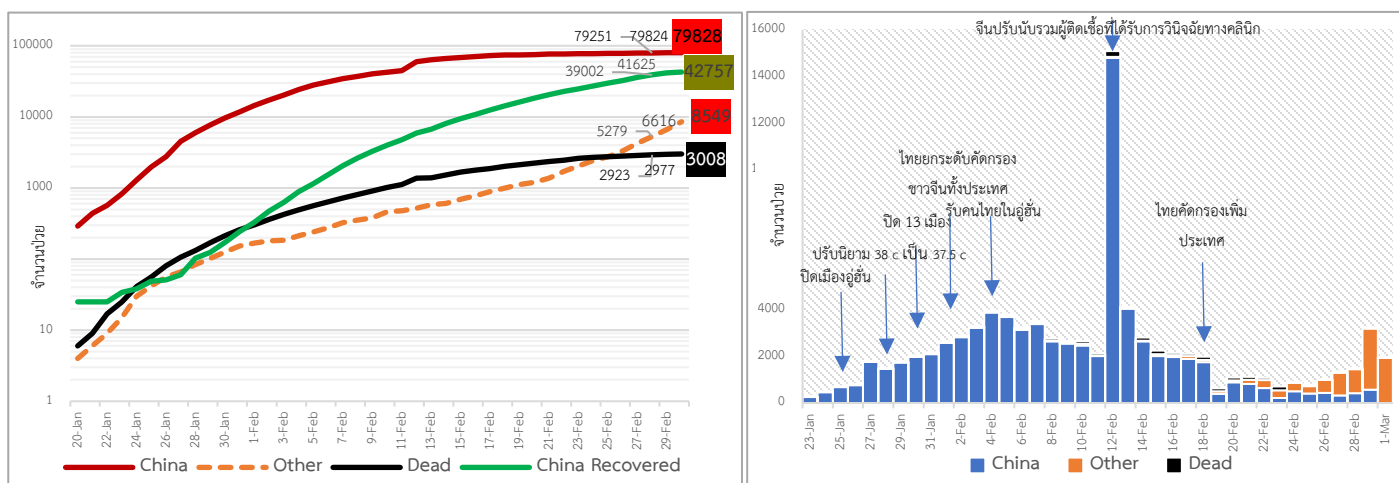 100000
10000
1000
100
10
1
จำนวนป่วย
79251
79824
79828
39002
41625
42757
5279
6616
8549
2923
2977
3008
20-Jan
22-Jan
24-Jan
26-Jan
28-Jan
30-Jan
1-Feb
3-Feb
5-Feb
7-Feb
9-Feb
11-Feb
13-Feb
15-Feb
17-Feb
19-Feb
21-Feb
23-Feb
25-Feb
27-Feb
29-Feb
China
Other
Dead
China Recovered
จีนปรับนับรวมผู้ติดเชื้อที่ได้รับการวินิจฉัยทางคลินิก
16000
14000
12000
1
4000
2000
0
จำนวนป่วย
ไทยยกระดับคัดกรอง
ชาวจีนทั้งประเทศ
รับคนไทยในอู่ฮั่น
ปิด 13 เมือง
ปรับนิยาม 38 c เป็น 37.5 c
ปิดเมืองอู่ฮั่น
ไทยคัดกรองเพิ่ม
ประเทศ
23-Jan
25-Jan
27-Jan
29-Jan
31-Jan
2-Feb
4-Feb
6-Feb
8-Feb
10-Feb
12-Feb
14-Feb
16-Feb
18-Feb
20-Feb
22-Feb
24-Feb
26-Feb
28-Feb
1-Mar
China
Other
Dead